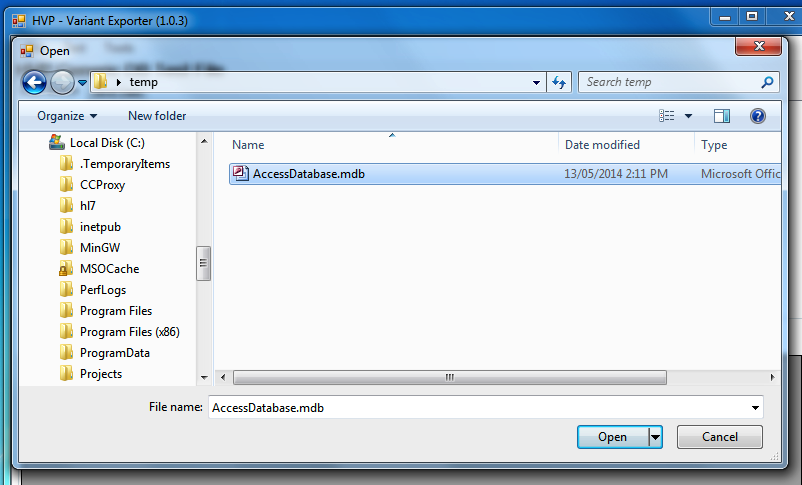 HVP - Variant Exporter (1.0.3)
Open
temp
Search temp
Organize New folder
Local Disk (C:)
.TemporaryItems
CCProxy
hl7
inetpub
MinGW
MSOCache
PerfLogs
Program Files
Program Files (x86)
ProgramData
Projects
Name Date modified Type
AccessDatabase.mdb 13/05/2014 2:11 PM Microsoft Offic
File name: AccessDatabase.mdb
Open Cancel